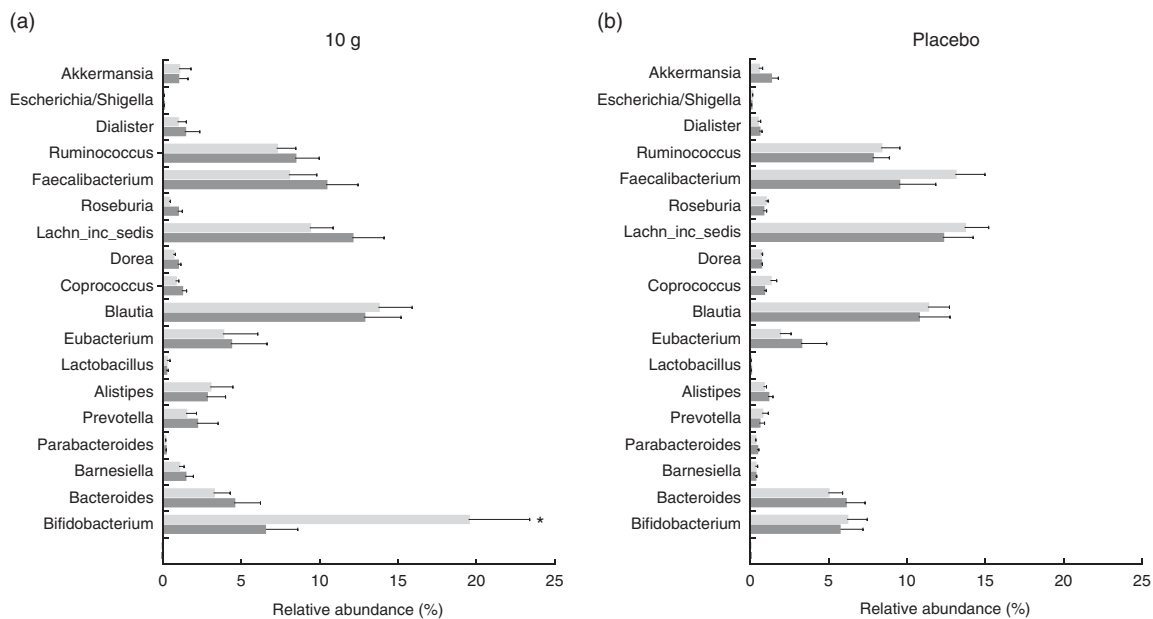 (a)
10 g
Akkermansia
Escherichia/Shigella
Dialister
Ruminococcus
Faecalibacterium
Roseburia
Lachn_inc_sedis
Dorea
Coprococcus
Blautia
Eubacterium
Lactobacillus
Alistipes
Prevotella
Parabacteroides
Barnesiella
Bacteroides
Bifidobacterium
*
0 5 10 15 20 25
Relative abundance (%)
(b)
Placebo
Akkermansia
Escherichia/Shigella
Dialister
Ruminococcus
Faecalibacterium
Roseburia
Lachn_inc_sedis
Dorea
Coprococcus
Blautia
Eubacterium
Lactobacillus
Alistipes
Prevotella
Parabacteroides
Barnesiella
Bacteroides
Bifidobacterium
0 5 10 15 20 25
Relative abundance (%)